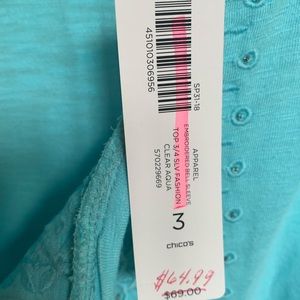 451010306956
SP31-18
APPAREL
EMBROIDERED BELL SLEEVE
TOP 3/4 SLV FASHION
CLEAR AQUA
570229669
3
chico's
$64.99
$69.00